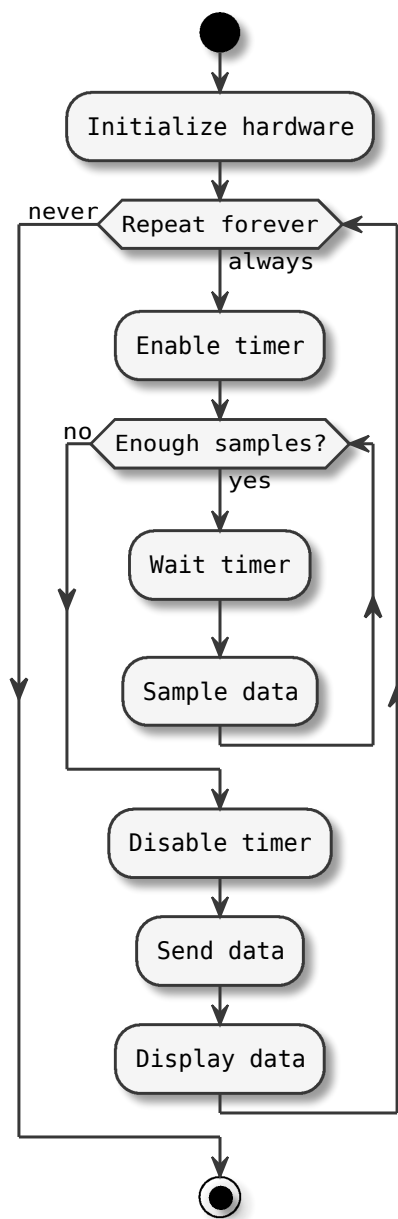 Initialize hardware
never
Repeat forever
always
Enable timer
no
Enough samples?
yes
Wait timer
Sample data
Disable timer
Send data
Display data